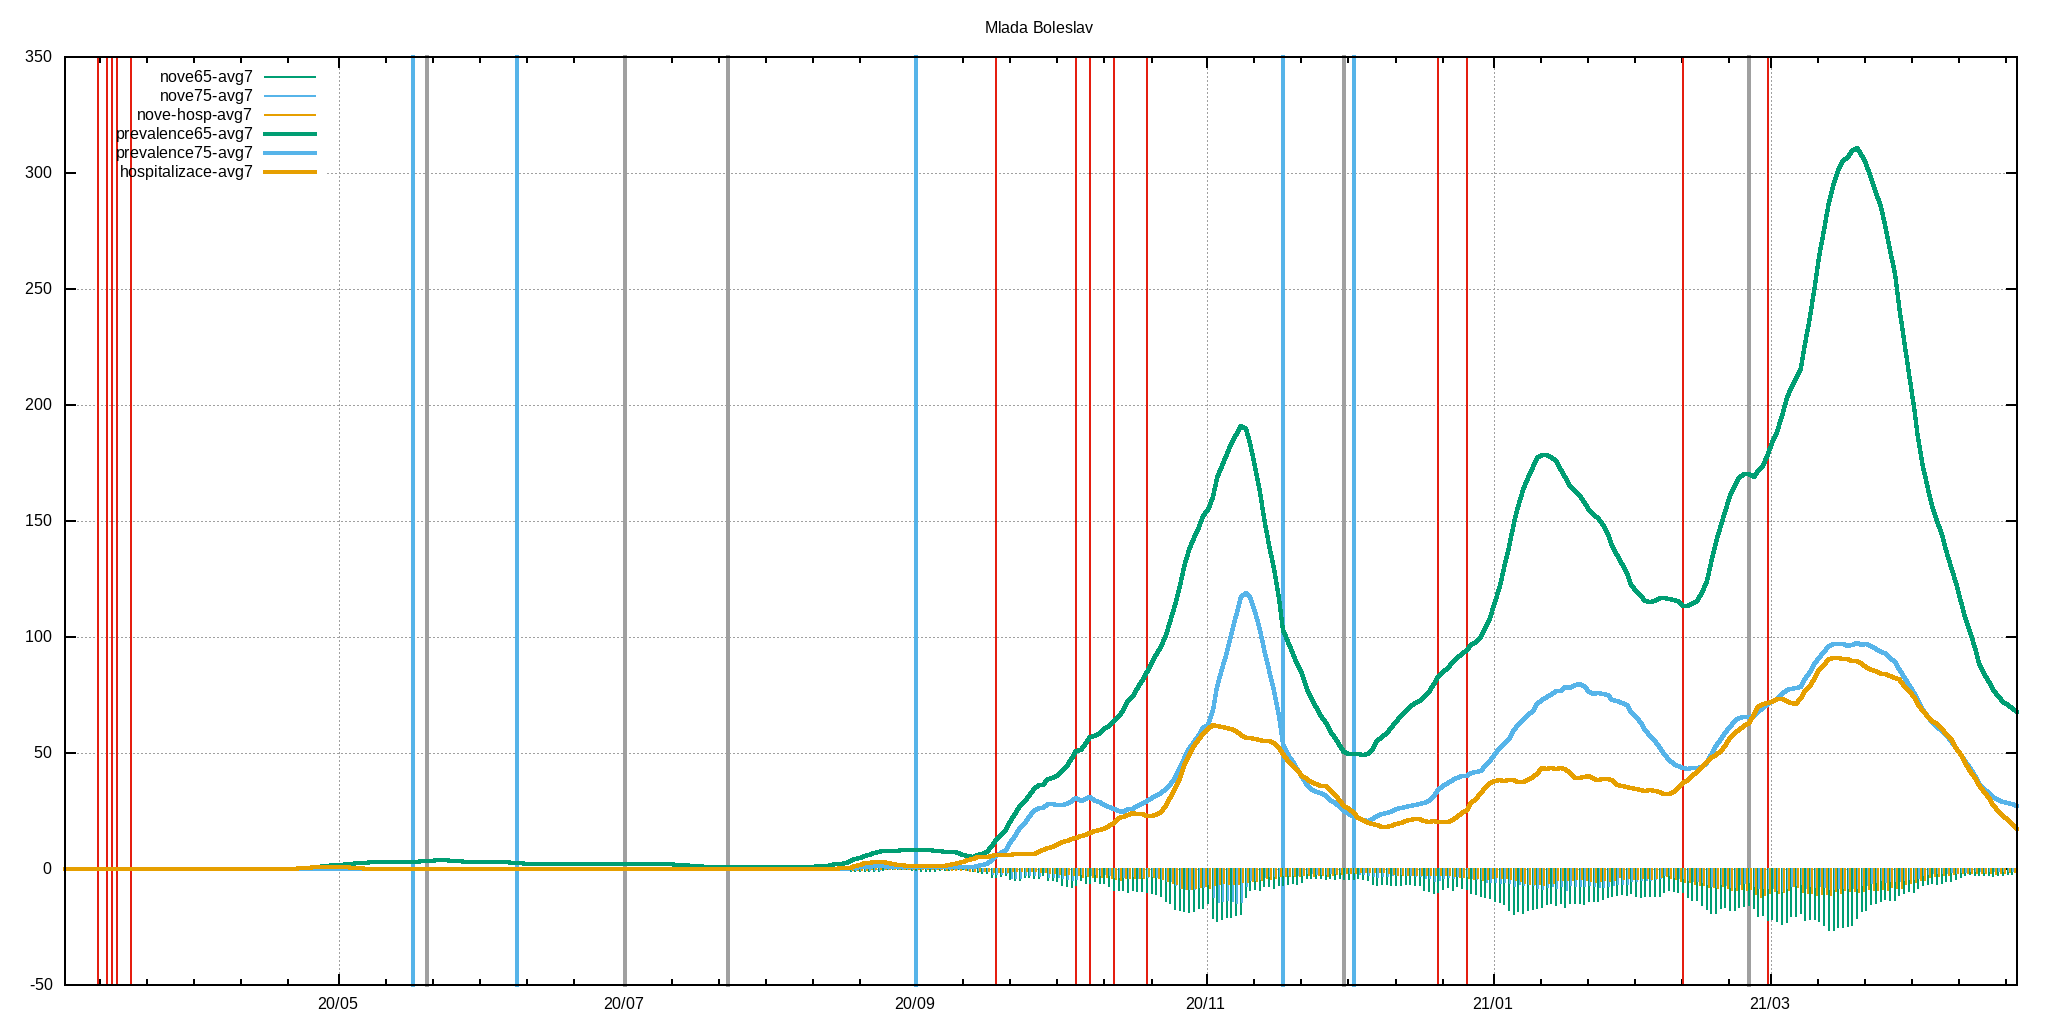 Mlada Boleslav
350
300
250
200
150
100
50
0
-50
nove65-avg7
nove75-avg7
nove-hosp-avg7
prevalence65-avg7
prevalence75-avg7
hospitalizace-avg7
20/05
20/07
20/09
20/11
21/01
21/03